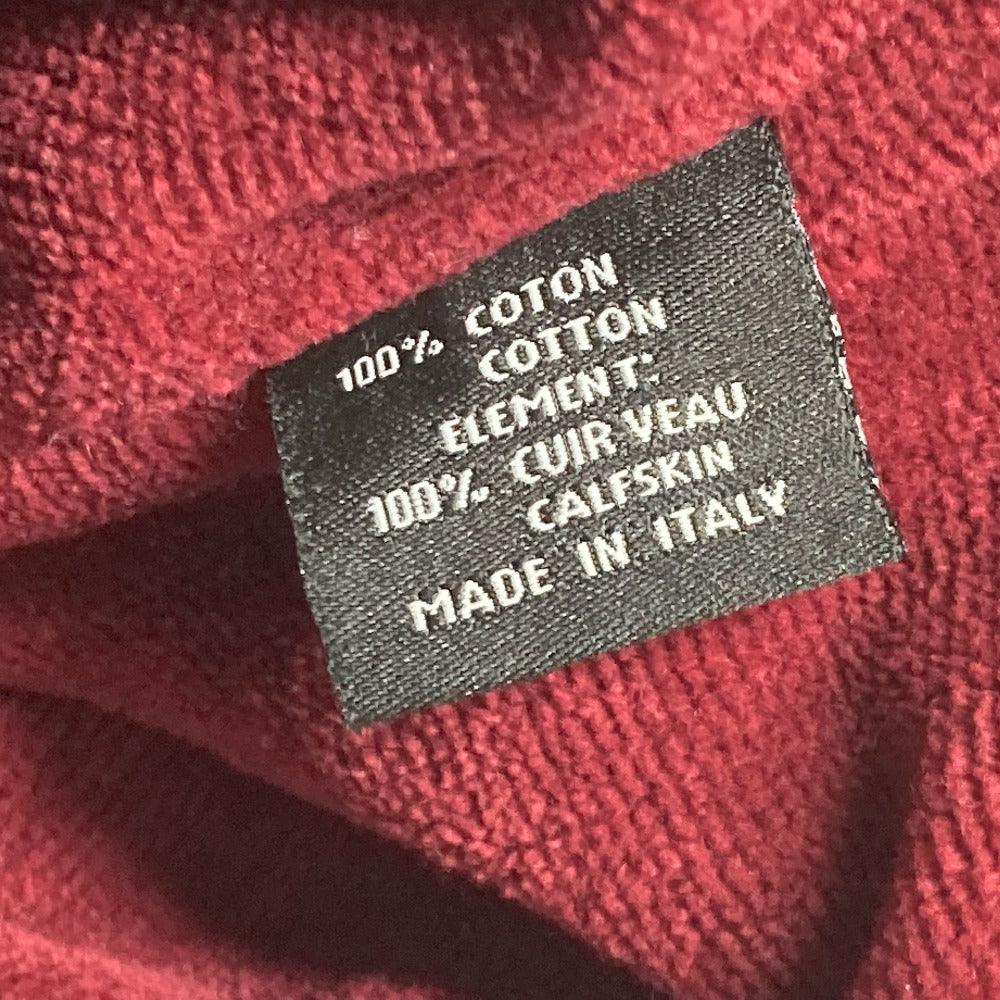 100% COTON
COTTON
ELEMENT:
100% CUIR VEAU
CALFSKIN
MADE IN ITALY